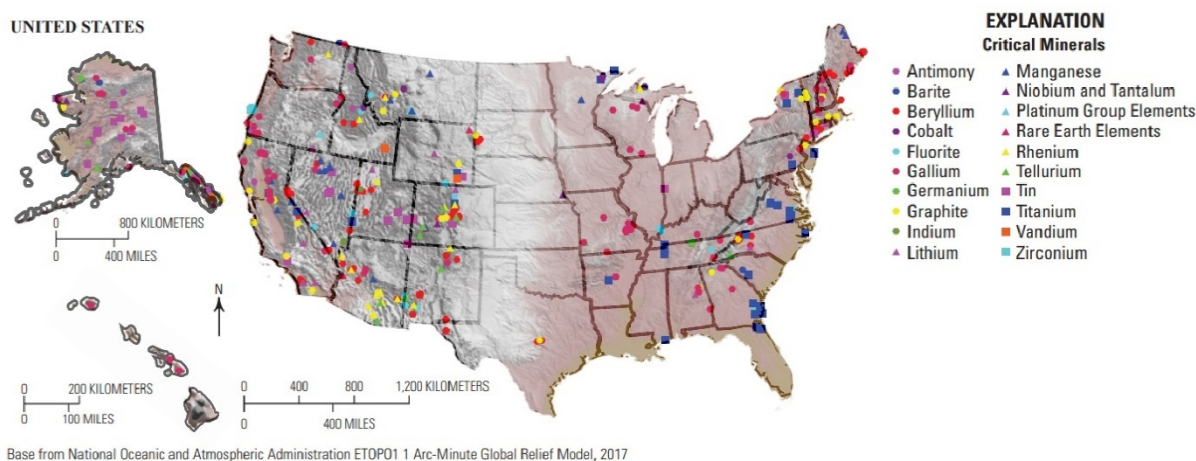 UNITED STATES
0 800 KILOMETERS
0 400 MILES
N
0 200 KILOMETERS
0 100 MILES
0 400 800 1,200 KILOMETERS
0 400 MILES
EXPLANATION
Critical Minerals
Antimony
Barite
Beryllium
Cobalt
Fluorite
Gallium
Germanium
Graphite
Indium
Lithium
Manganese
Niobium and Tantalum
Platinum Group Elements
Rare Earth Elements
Rhenium
Tellurium
Tin
Titanium
Vandium
Zirconium
Base from National Oceanic and Atmospheric Administration ETOPO1 1 Arc-Minute Global Relief Model, 2017